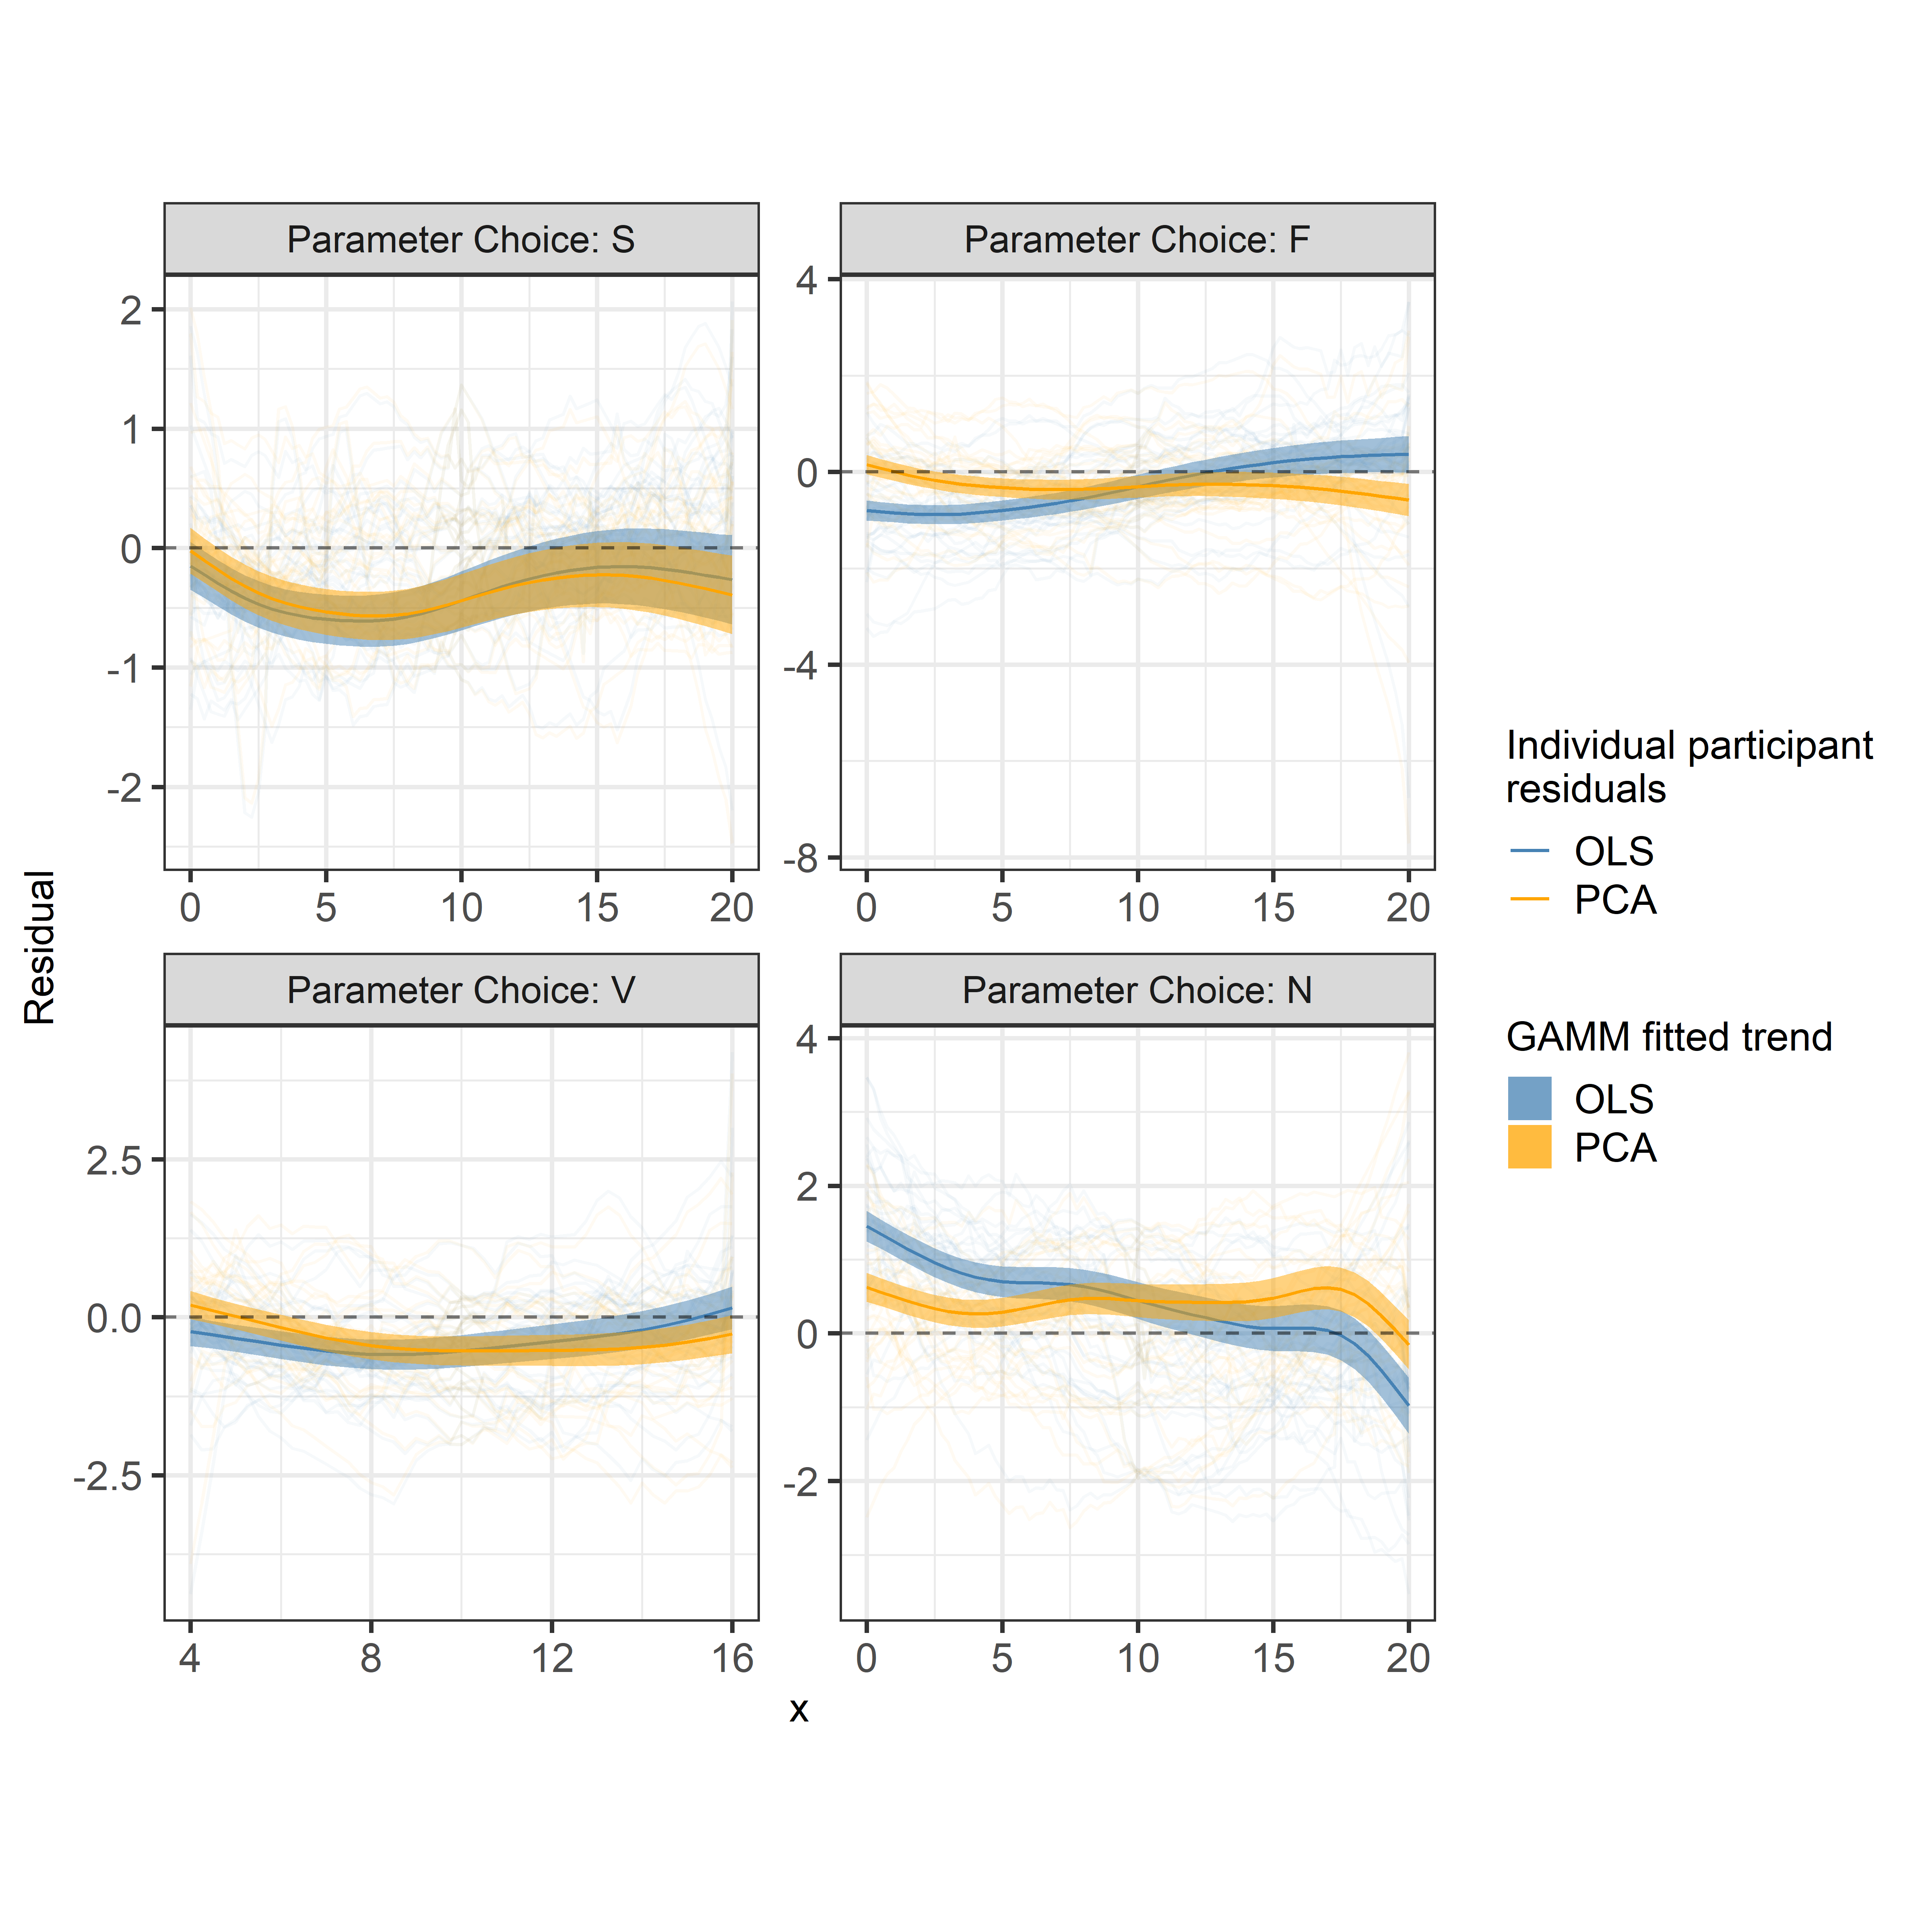 Parameter Choice: S
Parameter Choice: F
2
1
0
-1
-2
4
0
-4
-8
0 5 10 15 20
0 5 10 15 20
Parameter Choice: V
Parameter Choice: N
2.5
0.0
-2.5
4
2
0
-2
4 8 12 16
0 5 10 15 20
x
Residual
Individual participant
residuals
OLS
PCA
GAMM fitted trend
OLS
PCA